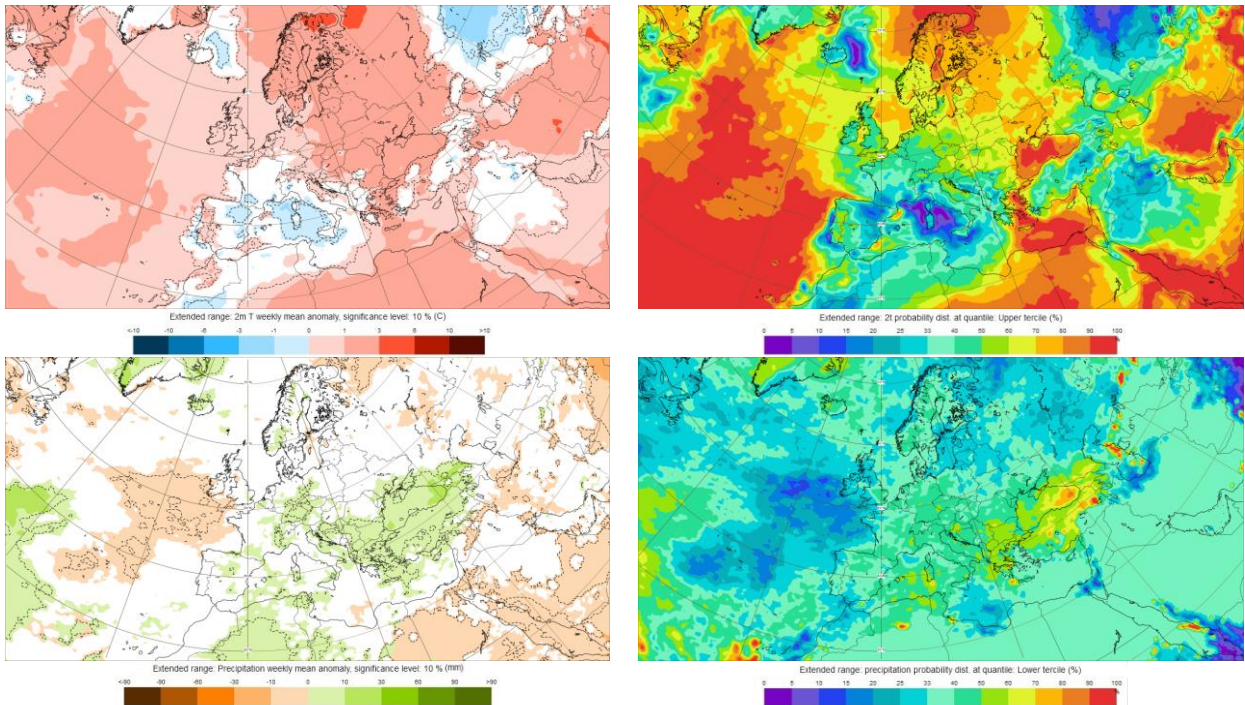 Extended range: 2m T weekly mean anomaly, significance level: 10 % (C)
<-10 -10 -6 -3 -1 0 1 3 6 10 >10
Extended range: 2t probability dist. at quantile: Upper tercile (%)
0 5 10 15 20 25 33 40 50 60 70 80 90 100
%
Extended range: Precipitation weekly mean anomaly, significance level: 10 % (mm)
<-90 -90 -60 -30 -10 0 10 30 60 90 >90
Extended range: precipitation probability dist. at quantile: Lower tercile (%)
0 5 10 15 20 25 33 40 50 60 70 80 90 100
%